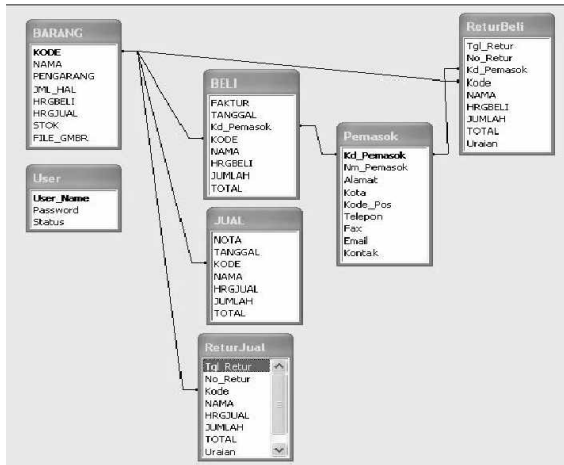 BARANG
KODE
NAMA
PENGARANG
JML_HAL
HRGBELI
HRGJUAL
STOK
FILE_GMBR
User
User_Name
Password
Status
BELI
FAKTUR
TANGGAL
Kd_Pemasok
KODE
NAMA
HRGBELI
JUMLAH
TOTAL
JUAL
NOTA
TANGGAL
KODE
NAMA
HRGJUAL
JUMLAH
TOTAL
ReturJual
Tgl_Retur
No_Retur
Kode
NAMA
HRGJUAL
JUMLAH
TOTAL
Uraian
Pemasok
Kd_Pemasok
Nm_Pemasok
Alamat
Kota
Kode_Pos
Telepon
Fax
Email
Kontak
ReturBeli
Tgl_Retur
No_Retur
Kd_Pemasok
Kode
NAMA
HRGBELI
JUMLAH
TOTAL
Uraian